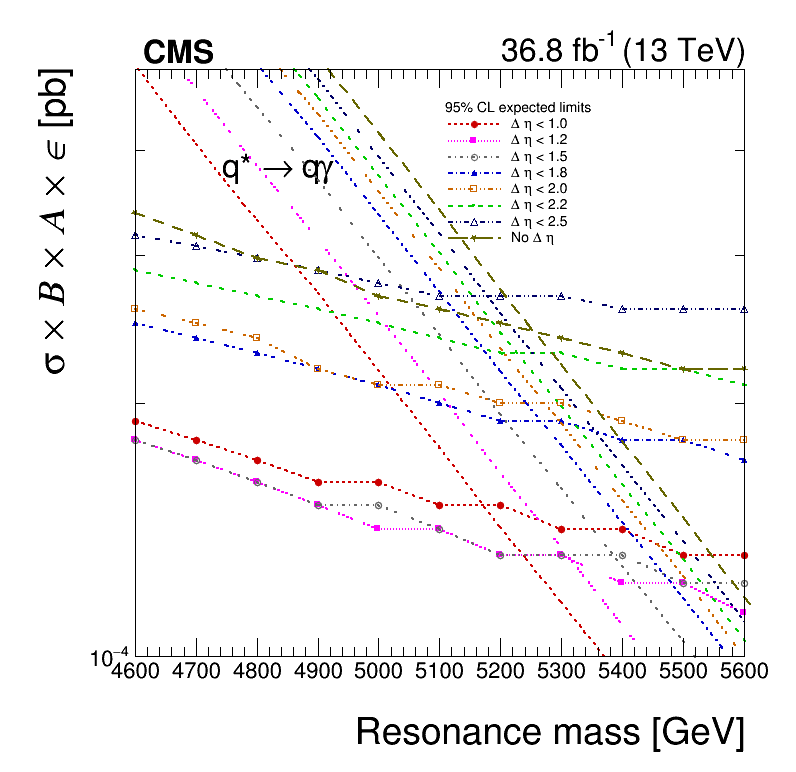 CMS
36.8 fb⁻¹ (13 TeV)
σ × B × A × ϵ [pb]
95% CL expected limits
Δ η < 1.0
Δ η < 1.2
Δ η < 1.5
Δ η < 1.8
Δ η < 2.0
Δ η < 2.2
Δ η < 2.5
No Δ η
q* → qγ
10⁻⁴
4600 4700 4800 4900 5000 5100 5200 5300 5400 5500 5600
Resonance mass [GeV]